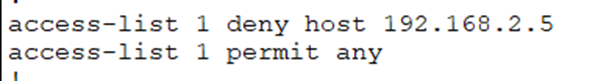 !
access-list 1 deny host 192.168.2.5
access-list 1 permit any
!